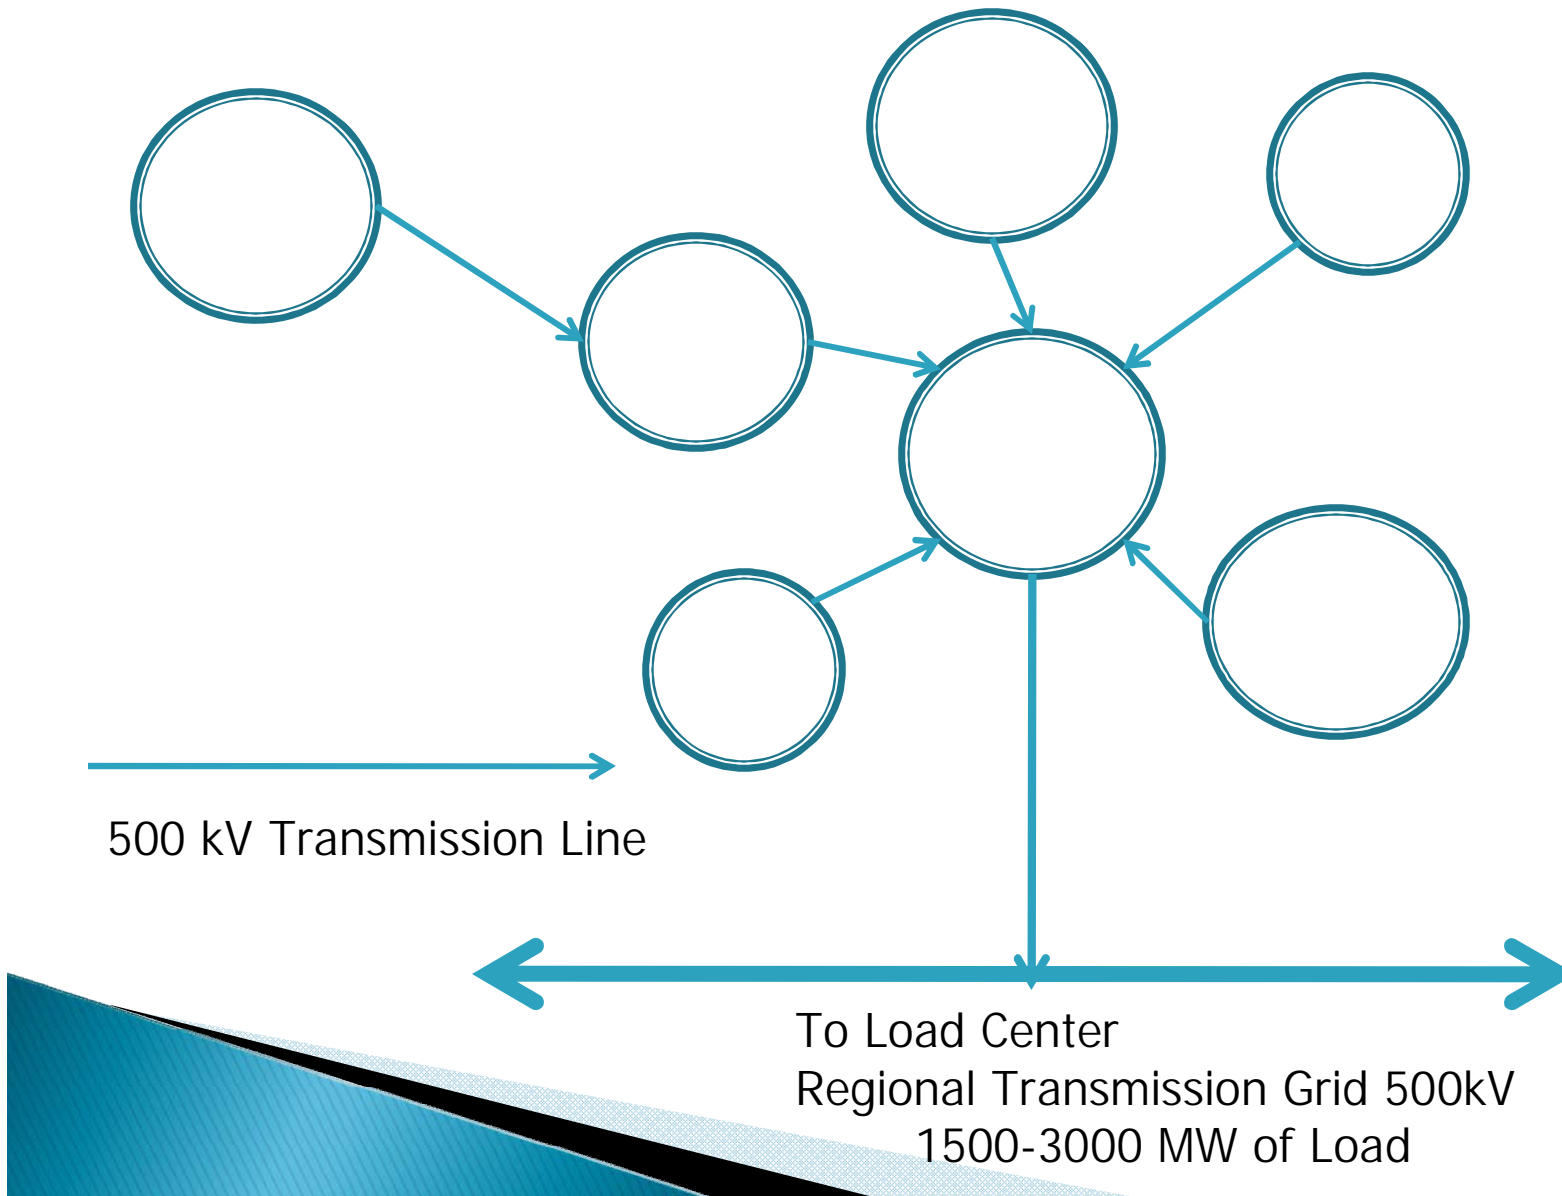 500 kV Transmission Line
To Load Center
Regional Transmission Grid 500kV
1500-3000 MW of Load